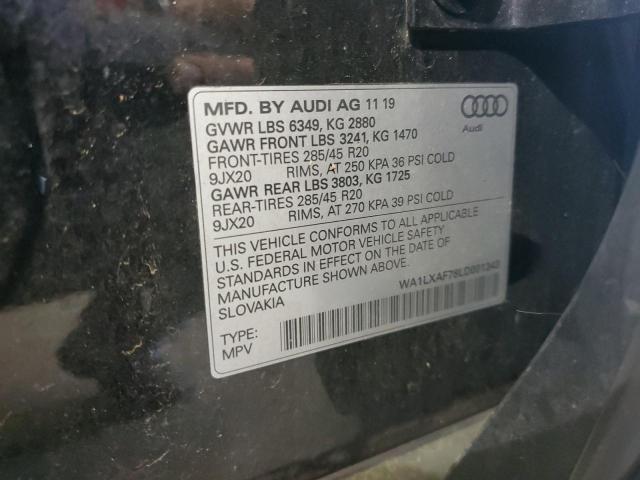 MFD. BY AUDI AG 11 19
GVWR LBS 6349, KG 2880
GAWR FRONT LBS 3241, KG 1470
FRONT-TIRES 285/45 R20
9JX20 RIMS, AT 250 KPA 36 PSI COLD
GAWR REAR LBS 3803, KG 1725
REAR-TIRES 285/45 R20
9JX20 RIMS, AT 270 KPA 39 PSI COLD
Audi
THIS VEHICLE CONFORMS TO ALL APPLICABLE
U.S. FEDERAL MOTOR VEHICLE SAFETY
STANDARDS IN EFFECT ON THE DATE OF
MANUFACTURE SHOWN ABOVE.
SLOVAKIA
WA1LXAF76LD001343
TYPE:
MPV